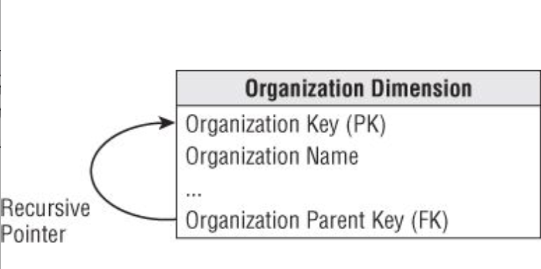 Organization Dimension
Organization Key (PK)
Organization Name
...
Organization Parent Key (FK)
Recursive
Pointer